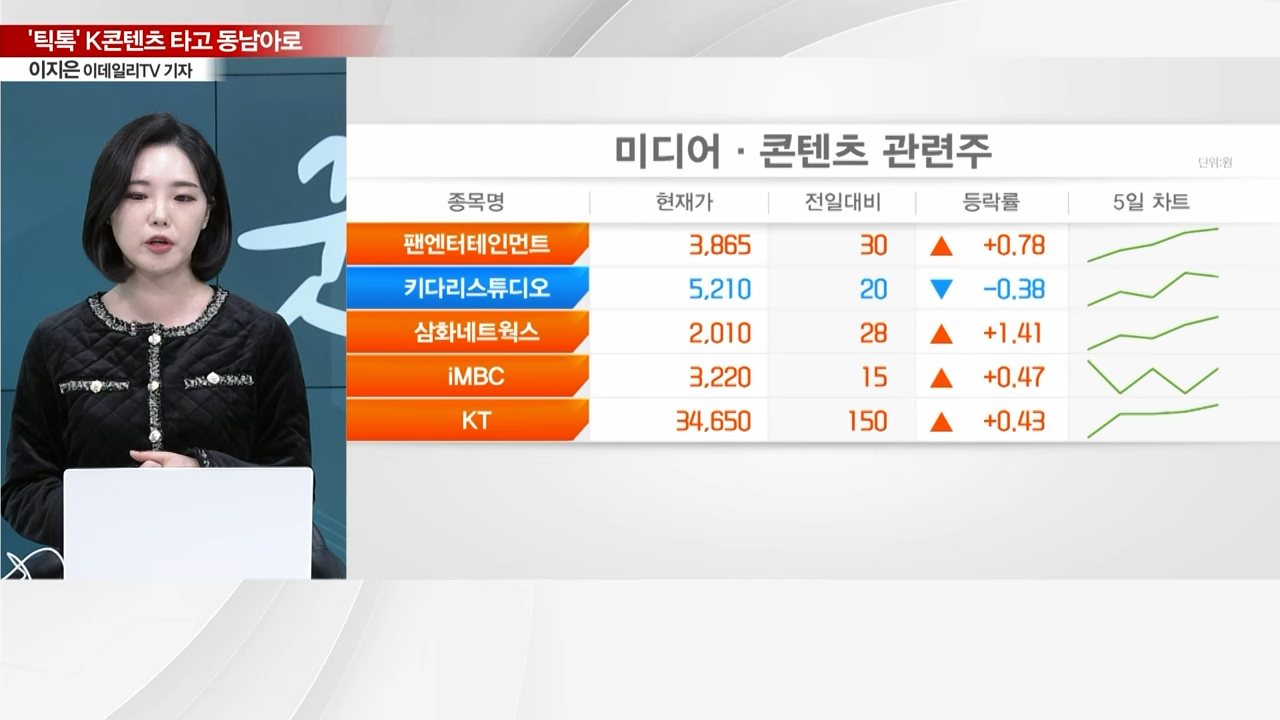 '틱톡' K콘텐츠 타고 동남아로
이지은 이데일리TV 기자
미디어 · 콘텐츠 관련주
단위:원
종목명 현재가 전일대비 등락률 5일 차트
팬엔터테인먼트 3,865 30 ▲ +0.78
키다리스튜디오 5,210 20 ▼ -0.38
삼화네트웍스 2,010 28 ▲ +1.41
iMBC 3,220 15 ▲ +0.47
KT 34,650 150 ▲ +0.43